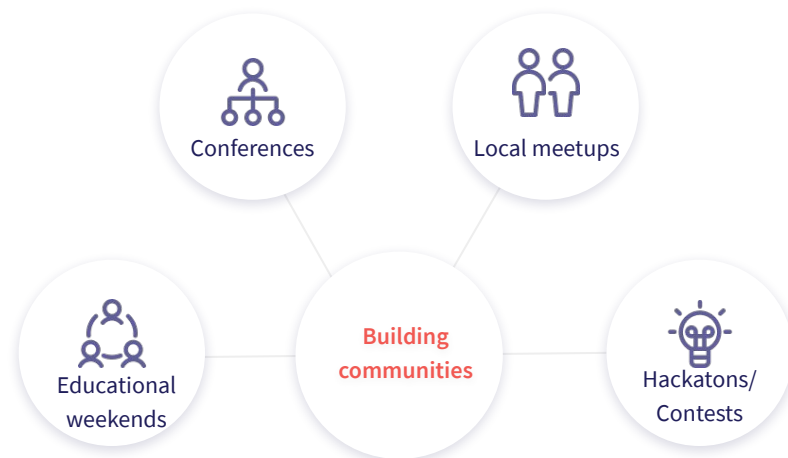 Conferences
Local meetups
Building
communities
Educational
weekends
Hackatons/
Contests